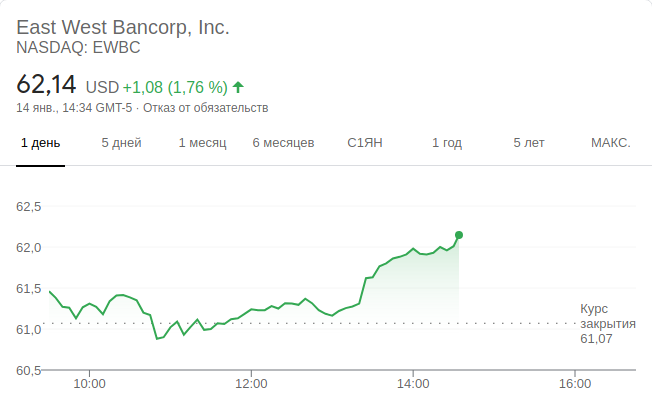 East West Bancorp, Inc.
NASDAQ: EWBC
62,14 USD +1,08 (1,76 %)
14 янв., 14:34 GMT-5 · Отказ от обязательств
1 день 5 дней 1 месяц 6 месяцев С1ЯН 1 год 5 лет МАКС.
62,5
62,0
61,5
61,0
60,5
Курс
закрытия
61,07
10:00 12:00 14:00 16:00